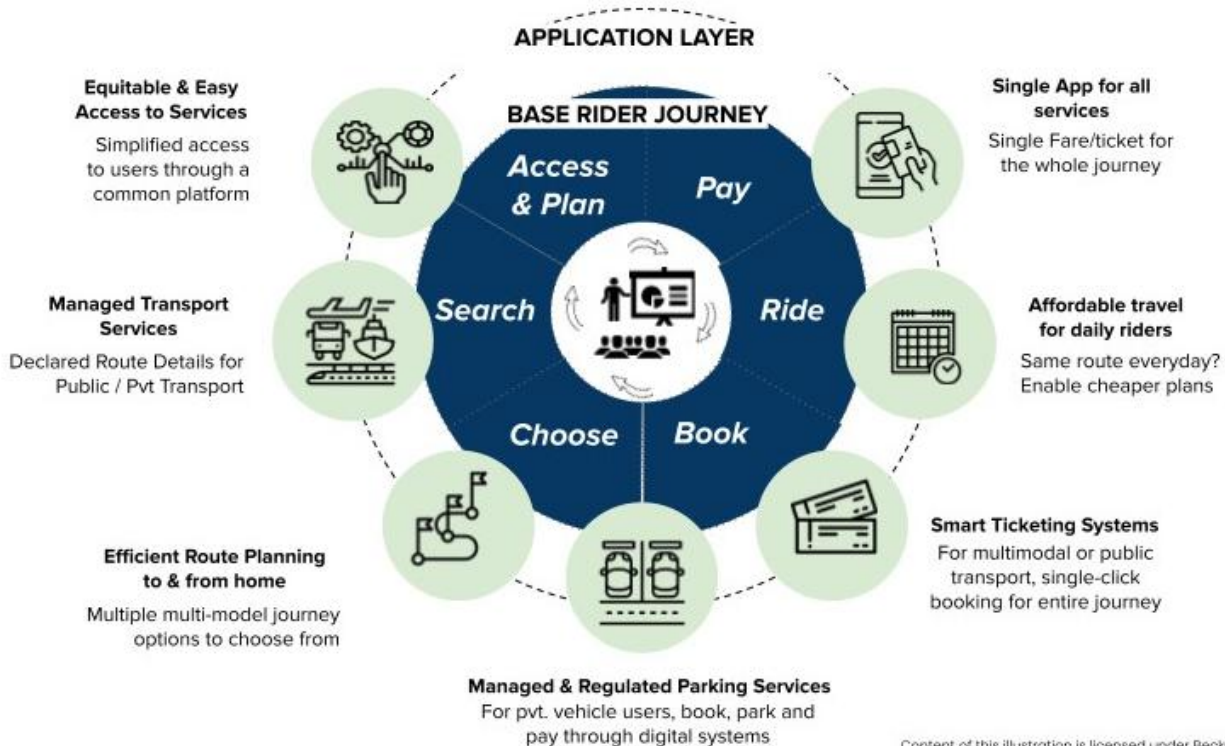 APPLICATION LAYER
BASE RIDER JOURNEY
Equitable & Easy
Access to Services
Simplified access
to users through a
common platform
Single App for all
services
Single Fare/ticket for
the whole journey
Access
& Plan
Pay
Search
Ride
Choose
Book
Managed Transport
Services
Declared Route Details for
Public / Pvt Transport
Affordable travel
for daily riders
Same route everyday?
Enable cheaper plans
Efficient Route Planning
to & from home
Multiple multi-model journey
options to choose from
Smart Ticketing Systems
For multimodal or public
transport, single-click
booking for entire journey
Managed & Regulated Parking Services
For pvt. vehicle users, book, park and
pay through digital systems
Content of this illustration is licensed under